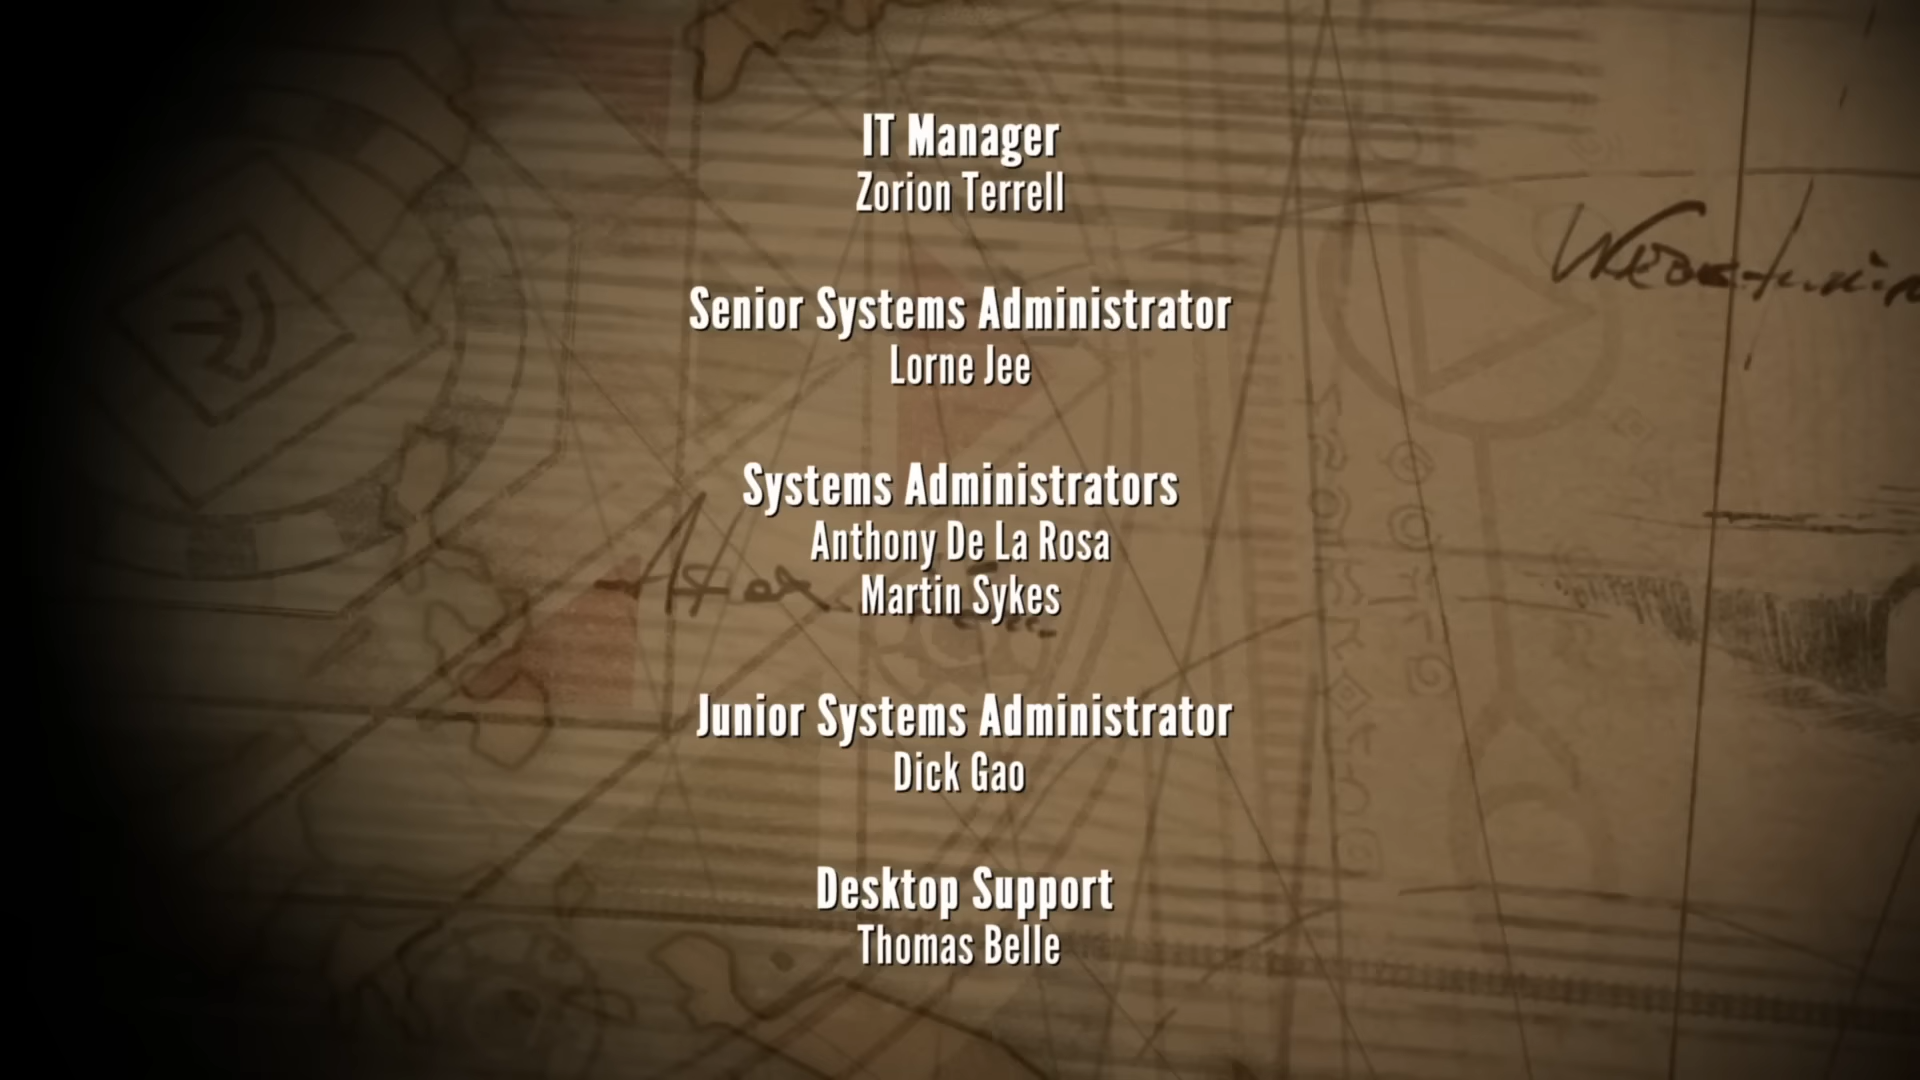 IT Manager
Zorion Terrell
Senior Systems Administrator
Lorne Jee
Systems Administrators
Anthony De La Rosa
Martin Sykes
Junior Systems Administrator
Dick Gao
Desktop Support
Thomas Belle